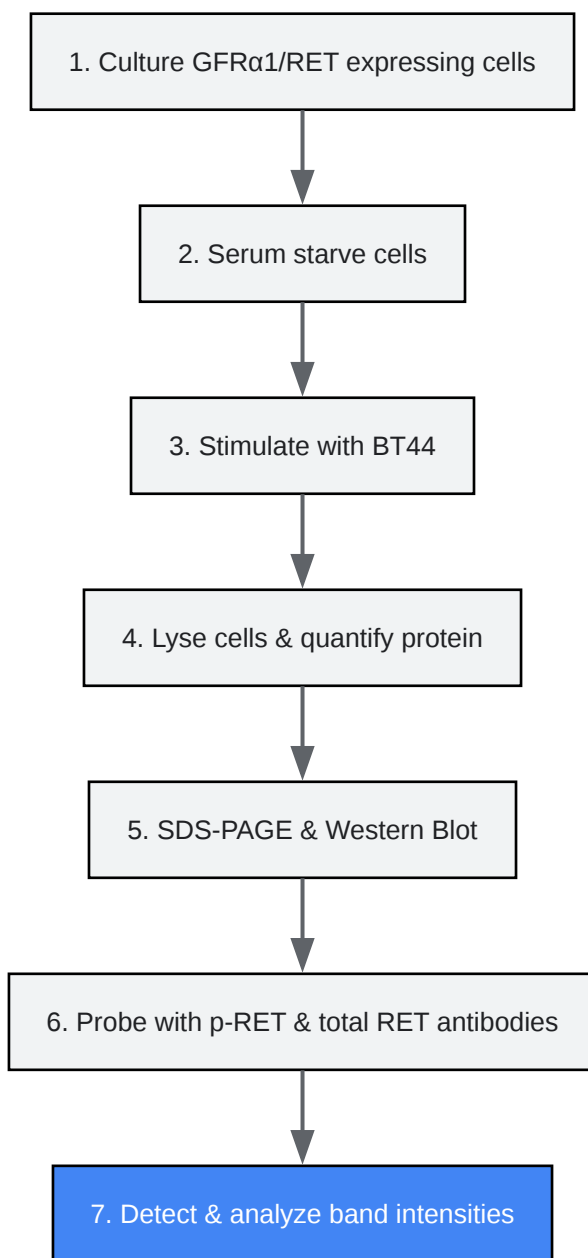 1. Culture GFRα1/RET expressing cells
2. Serum starve cells
3. Stimulate with BT44
4. Lyse cells & quantify protein
5. SDS-PAGE & Western Blot
6. Probe with p-RET & total RET antibodies
7. Detect & analyze band intensities